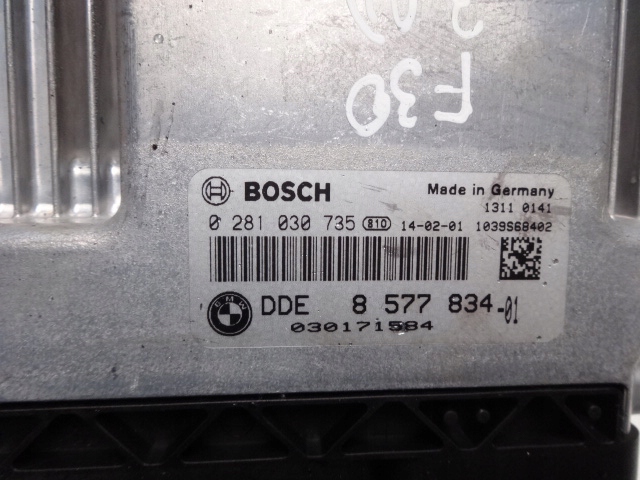 F30
BOSCH Made in Germany
1311 0141
0 281 030 735 810 14-02-01 1039S68402
BMW DDE 8 577 834-01
030171584